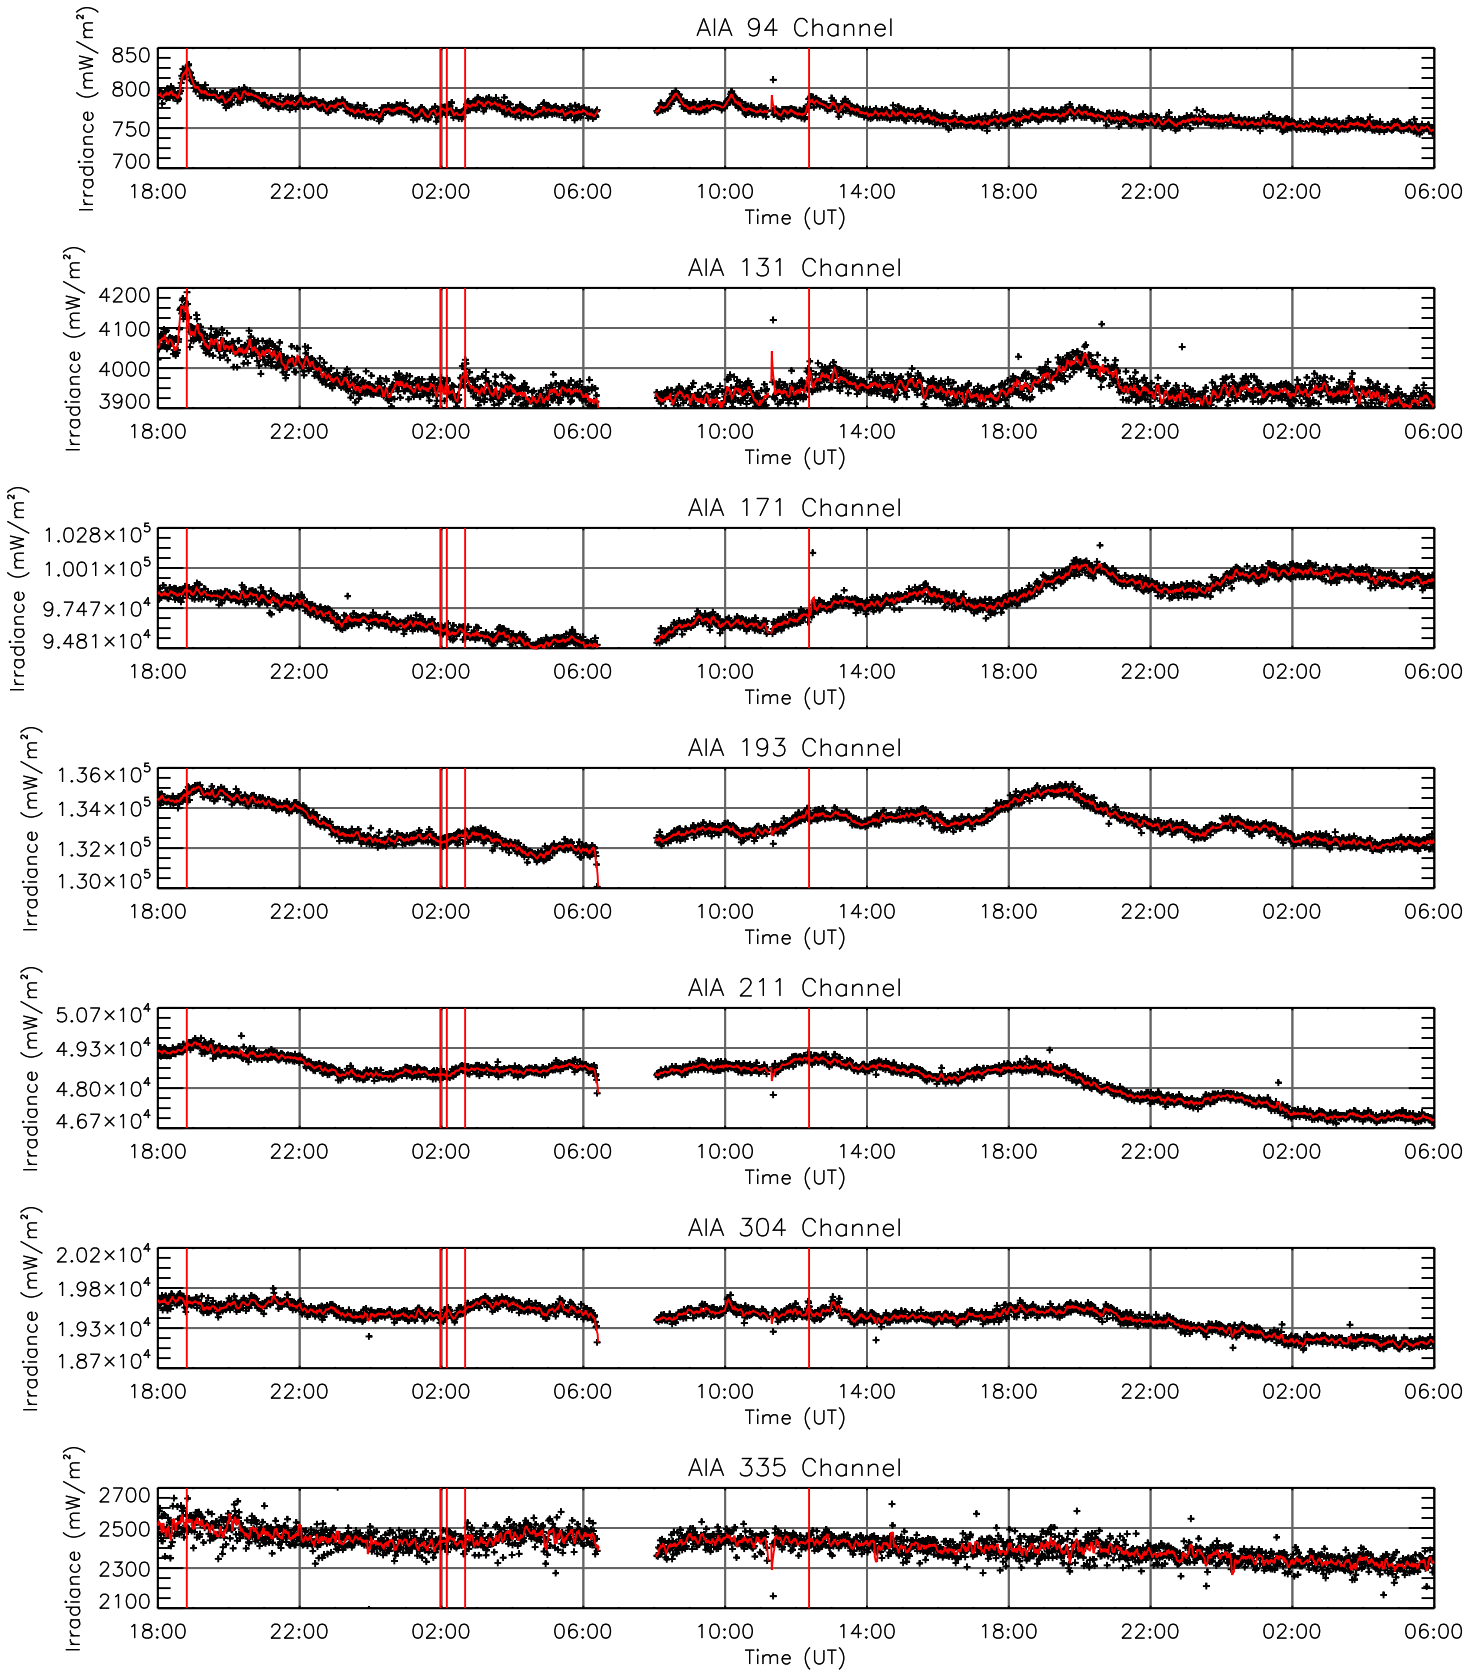 AIA 94 Channel
Irradiance (mW/m²)
850
800
750
700
18:00 22:00 02:00 06:00 10:00 14:00 18:00 22:00 02:00 06:00
Time (UT)
AIA 131 Channel
Irradiance (mW/m²)
4200
4100
4000
3900
18:00 22:00 02:00 06:00 10:00 14:00 18:00 22:00 02:00 06:00
Time (UT)
AIA 171 Channel
Irradiance (mW/m²)
1.028×10⁵
1.001×10⁵
9.747×10⁴
9.481×10⁴
18:00 22:00 02:00 06:00 10:00 14:00 18:00 22:00 02:00 06:00
Time (UT)
AIA 193 Channel
Irradiance (mW/m²)
1.36×10⁵
1.34×10⁵
1.32×10⁵
1.30×10⁵
18:00 22:00 02:00 06:00 10:00 14:00 18:00 22:00 02:00 06:00
Time (UT)
AIA 211 Channel
Irradiance (mW/m²)
5.07×10⁴
4.93×10⁴
4.80×10⁴
4.67×10⁴
18:00 22:00 02:00 06:00 10:00 14:00 18:00 22:00 02:00 06:00
Time (UT)
AIA 304 Channel
Irradiance (mW/m²)
2.02×10⁴
1.98×10⁴
1.93×10⁴
1.87×10⁴
18:00 22:00 02:00 06:00 10:00 14:00 18:00 22:00 02:00 06:00
Time (UT)
AIA 335 Channel
Irradiance (mW/m²)
2700
2500
2300
2100
18:00 22:00 02:00 06:00 10:00 14:00 18:00 22:00 02:00 06:00
Time (UT)